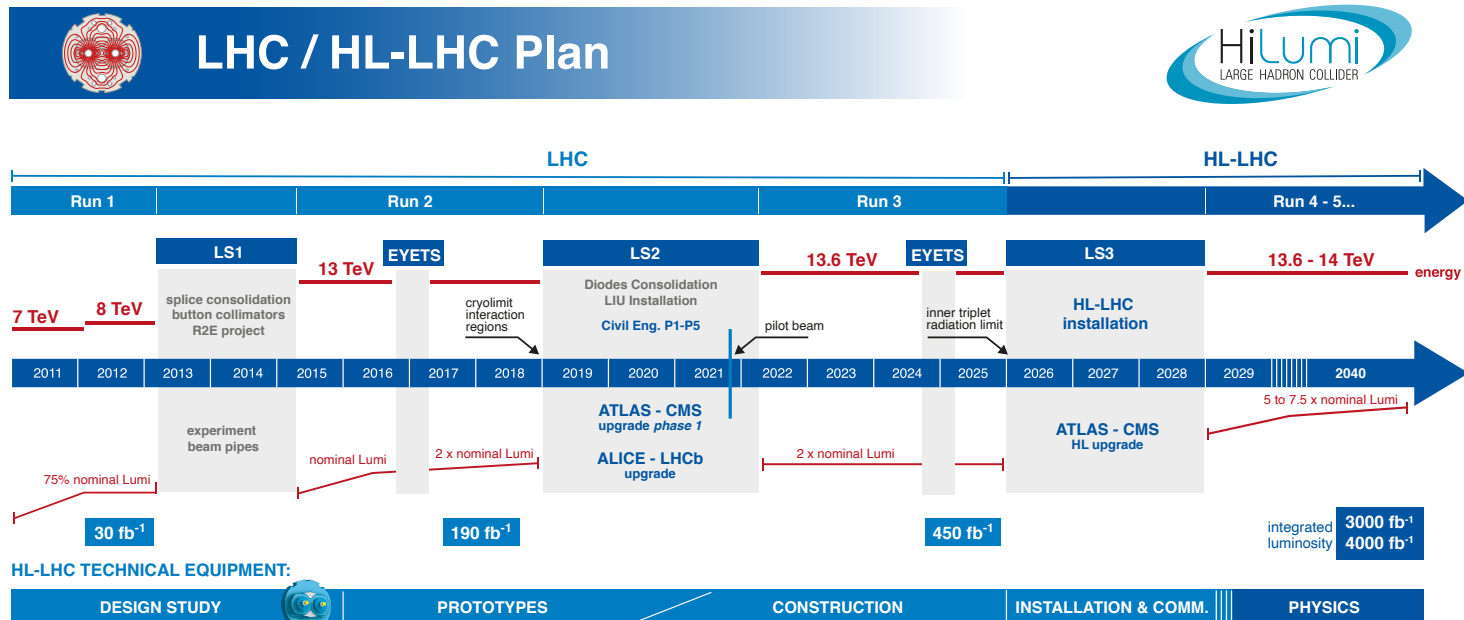 LHC / HL-LHC Plan
HiLumi
LARGE HADRON COLLIDER
LHC
HL-LHC
Run 1
Run 2
Run 3
Run 4 - 5...
LS1
EYETS
LS2
EYETS
LS3
13 TeV
13.6 TeV
13.6 - 14 TeV
energy
7 TeV
8 TeV
splice consolidation
button collimators
R2E project
cryolimit
interaction
regions
Diodes Consolidation
LIU Installation
Civil Eng. P1-P5
pilot beam
inner triplet
radiation limit
HL-LHC
installation
2011
2012
2013
2014
2015
2016
2017
2018
2019
2020
2021
2022
2023
2024
2025
2026
2027
2028
2029
2040
5 to 7.5 x nominal Lumi
experiment
beam pipes
ATLAS - CMS
upgrade phase 1
ALICE - LHCb
upgrade
ATLAS - CMS
HL upgrade
75% nominal Lumi
nominal Lumi
2 x nominal Lumi
2 x nominal Lumi
30 fb⁻¹
190 fb⁻¹
450 fb⁻¹
integrated
luminosity
3000 fb⁻¹
4000 fb⁻¹
HL-LHC TECHNICAL EQUIPMENT:
DESIGN STUDY
PROTOTYPES
CONSTRUCTION
INSTALLATION & COMM.
PHYSICS